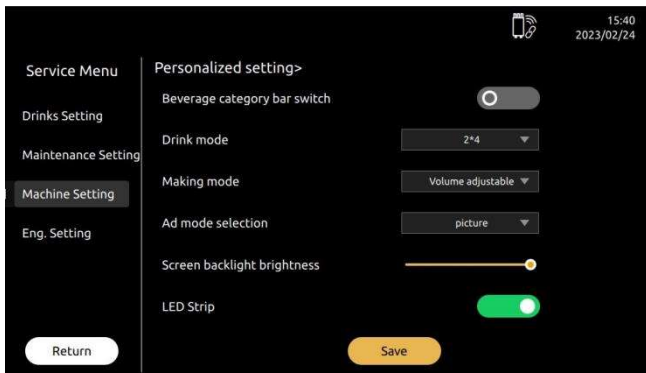 15:40
2023/02/24
Service Menu
Drinks Setting
Maintenance Setting
Machine Setting
Eng. Setting
Return
Personalized setting>
Beverage category bar switch
Drink mode
2*4
Making mode
Volume adjustable
Ad mode selection
picture
Screen backlight brightness
LED Strip
Save